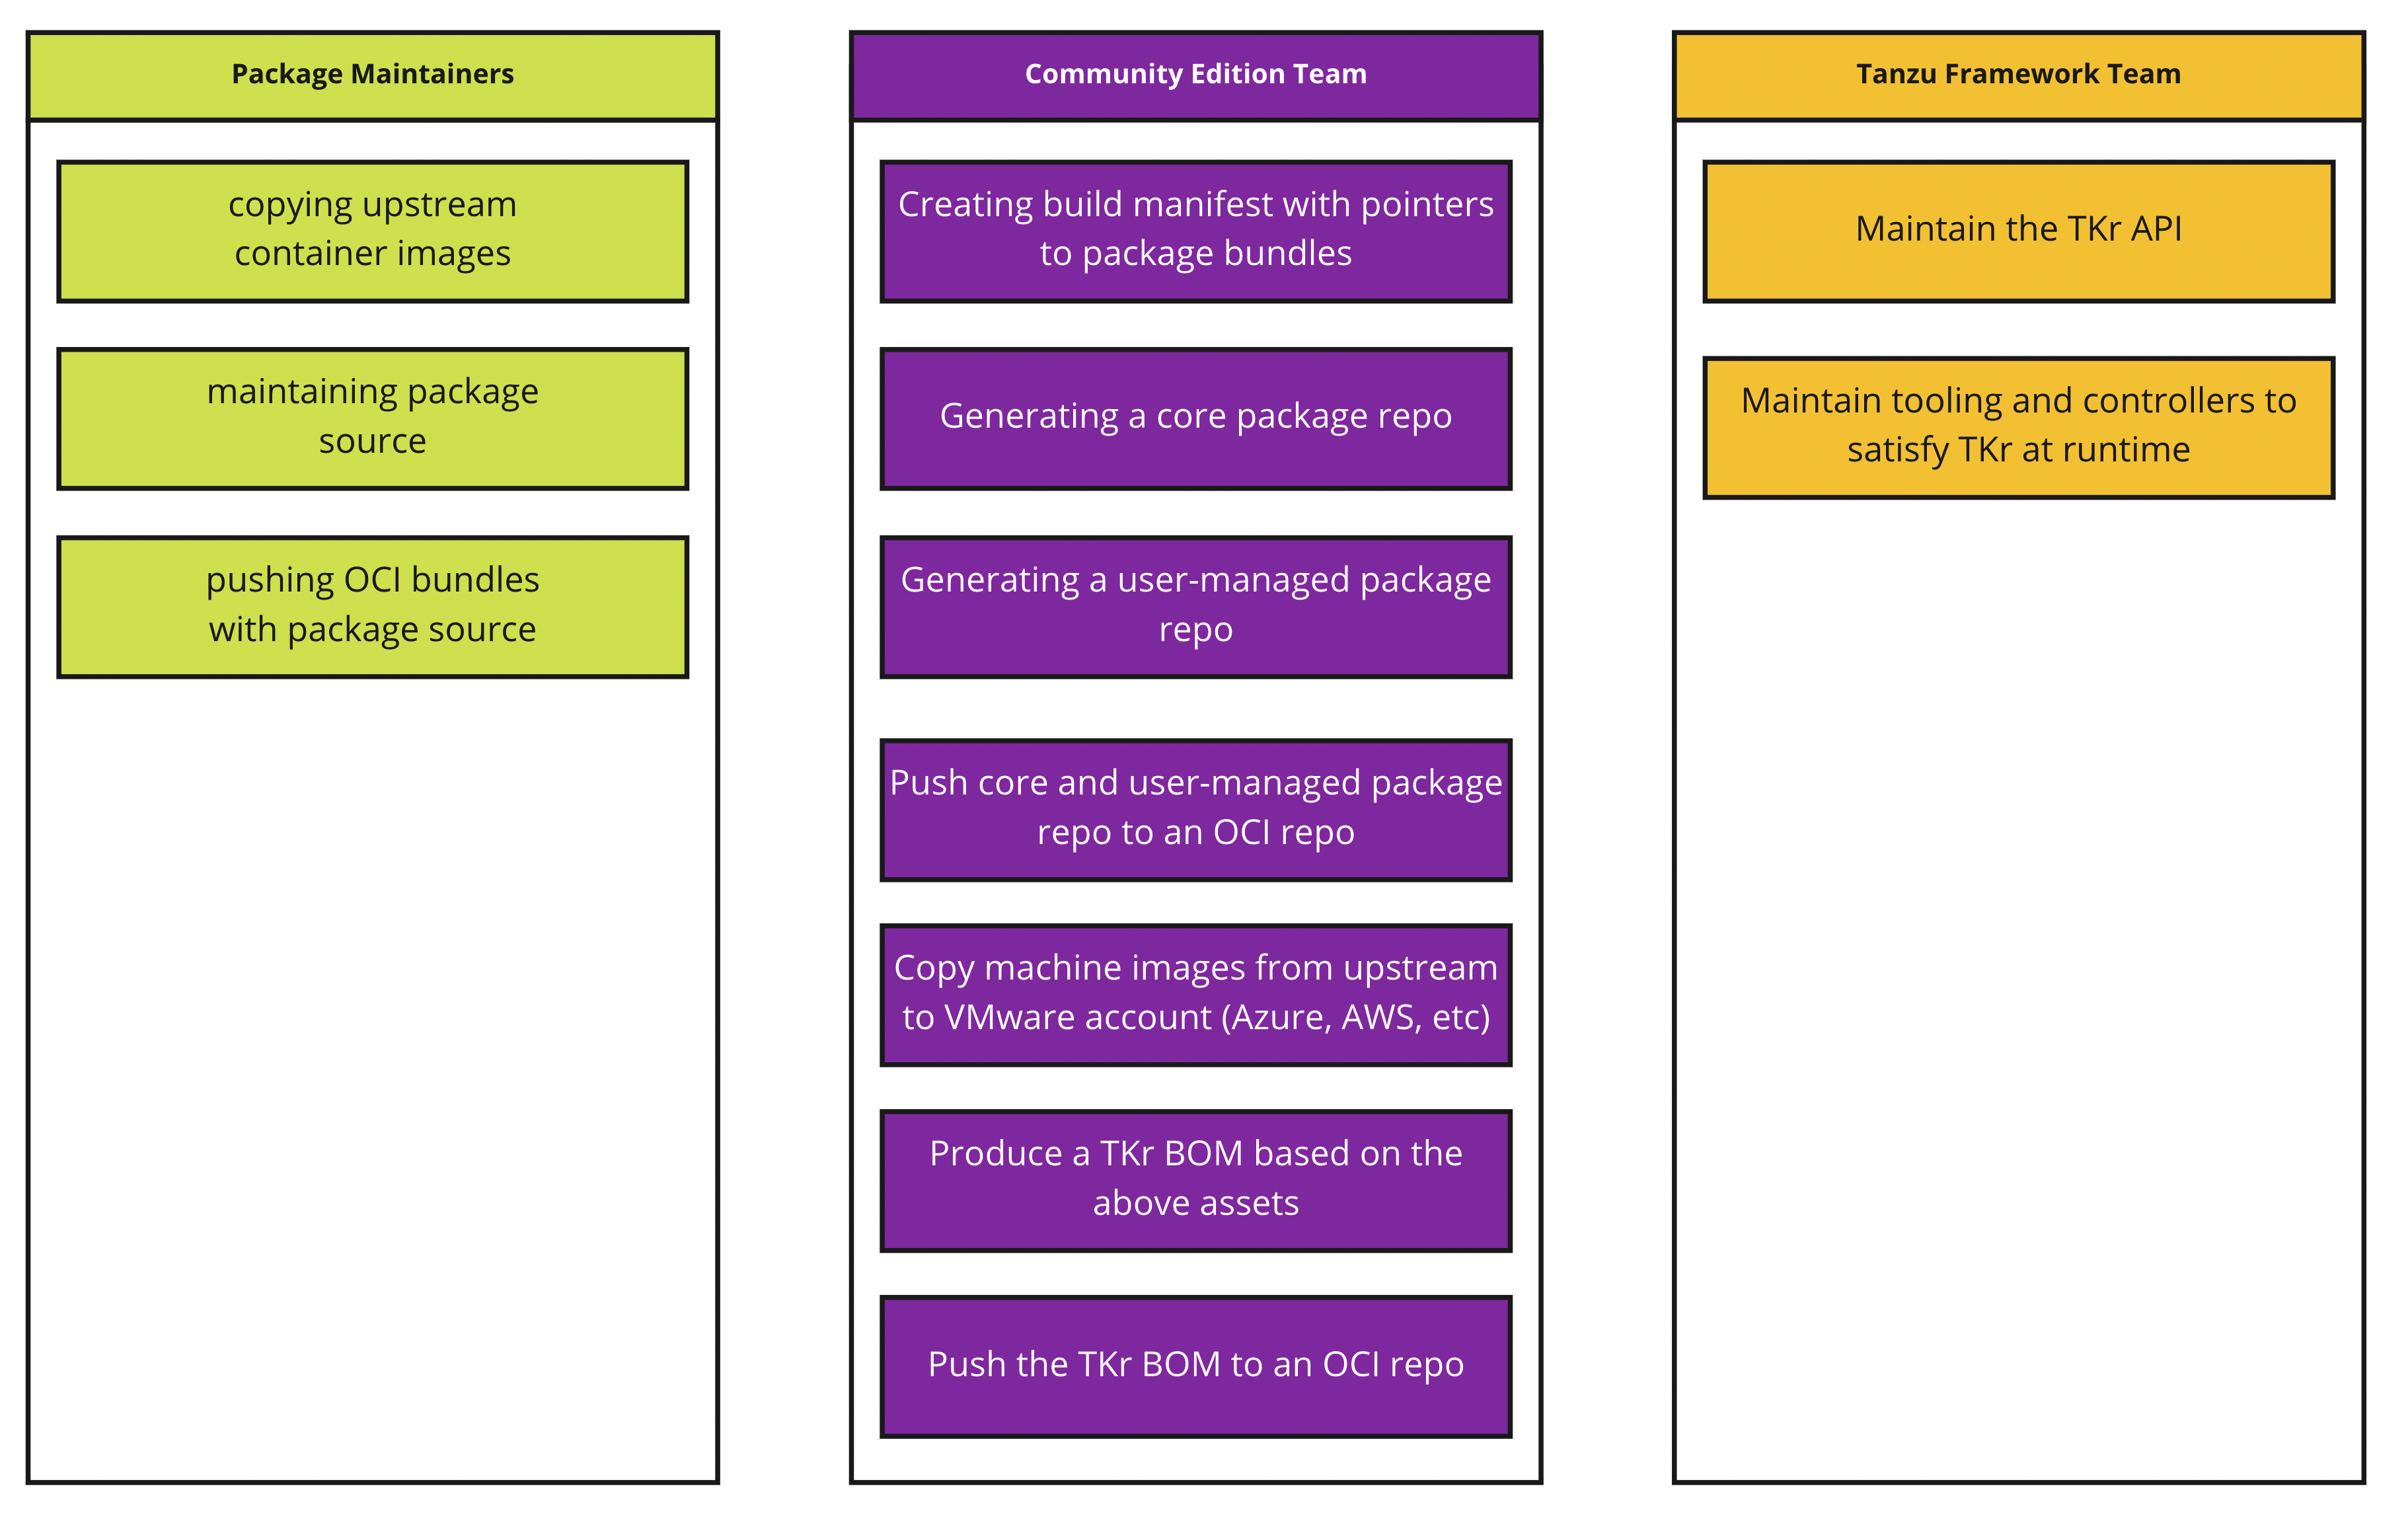 Package Maintainers
copying upstream
container images
maintaining package
source
pushing OCI bundles
with package source
Community Edition Team
Creating build manifest with pointers
to package bundles
Generating a core package repo
Generating a user-managed package
repo
Push core and user-managed package
repo to an OCI repo
Copy machine images from upstream
to VMware account (Azure, AWS, etc)
Produce a TKr BOM based on the
above assets
Push the TKr BOM to an OCI repo
Tanzu Framework Team
Maintain the TKr API
Maintain tooling and controllers to
satisfy TKr at runtime